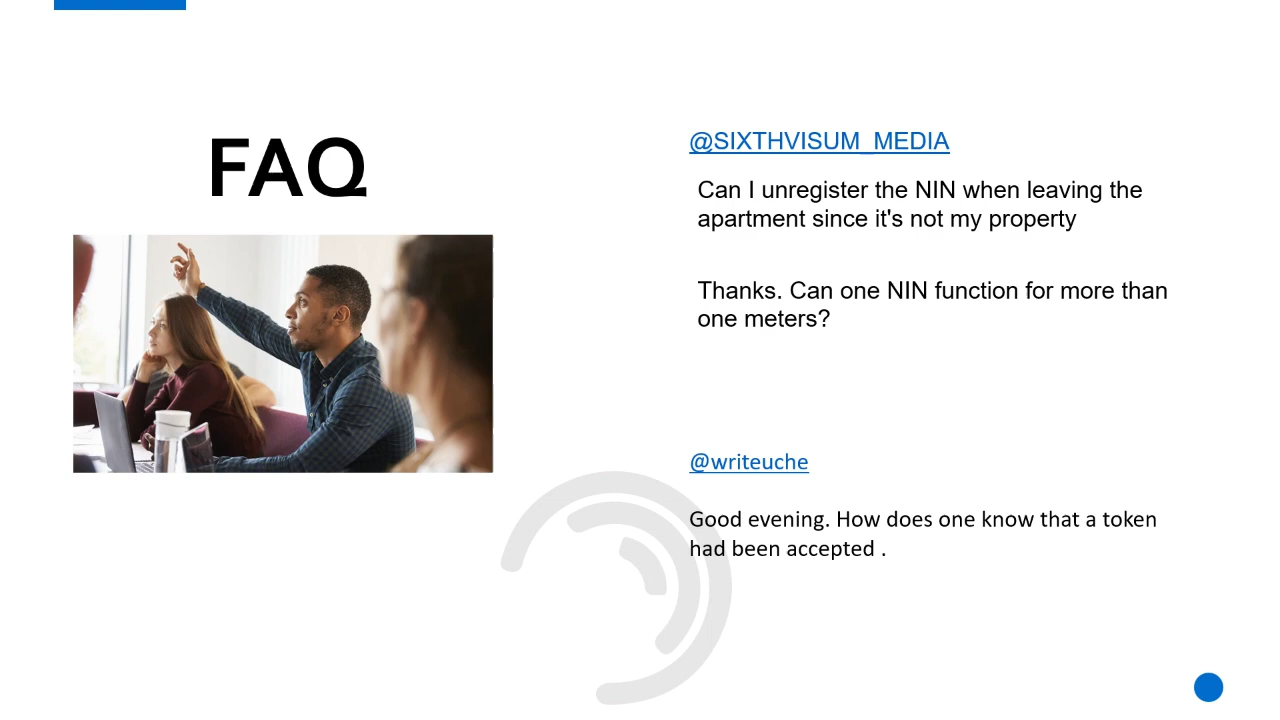 FAQ
@SIXTHVISUM_MEDIA
Can I unregister the NIN when leaving the
apartment since it's not my property
Thanks. Can one NIN function for more than
one meters?
@writeuche
Good evening. How does one know that a token
had been accepted .